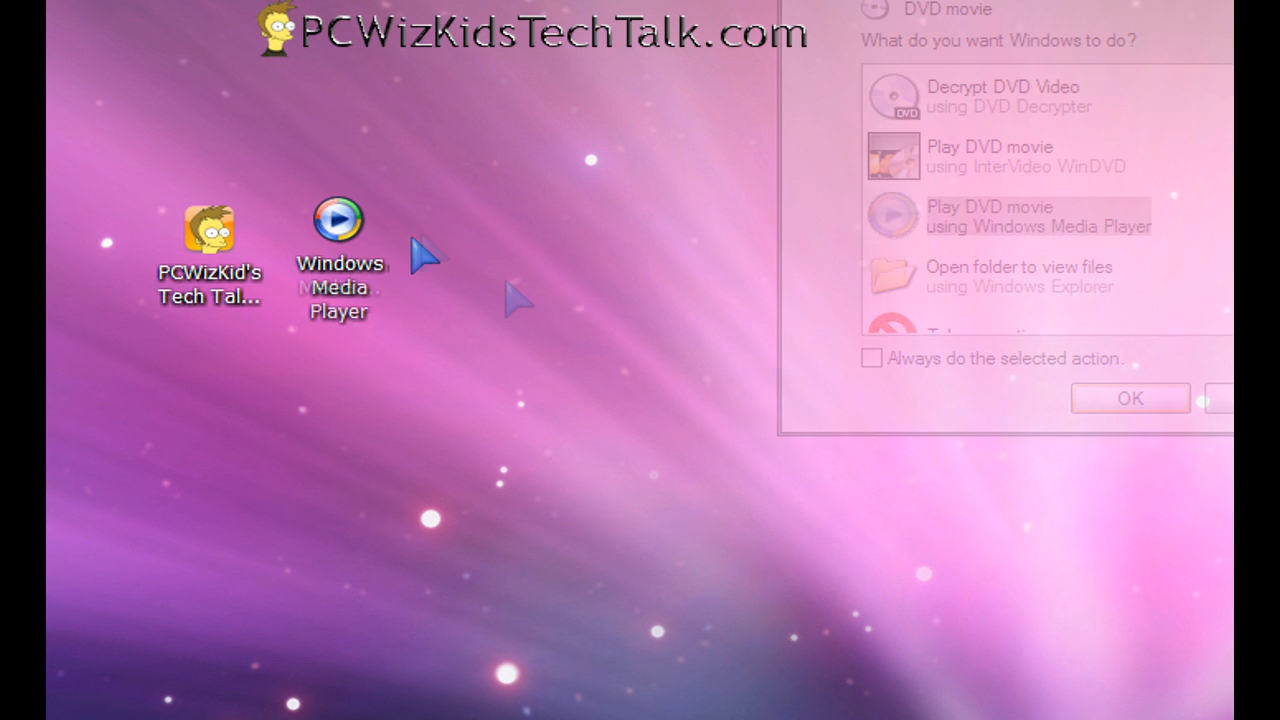 PCWizKidsTechTalk.com
DVD movie
What do you want Windows to do?
Decrypt DVD Video
using DVD Decrypter
DVD
Play DVD movie
using InterVideo WinDVD
Play DVD movie
using Windows Media Player
Open folder to view files
using Windows Explorer
Always do the selected action.
OK
PCWizKid's
Tech Tal...
Windows
Media
Player